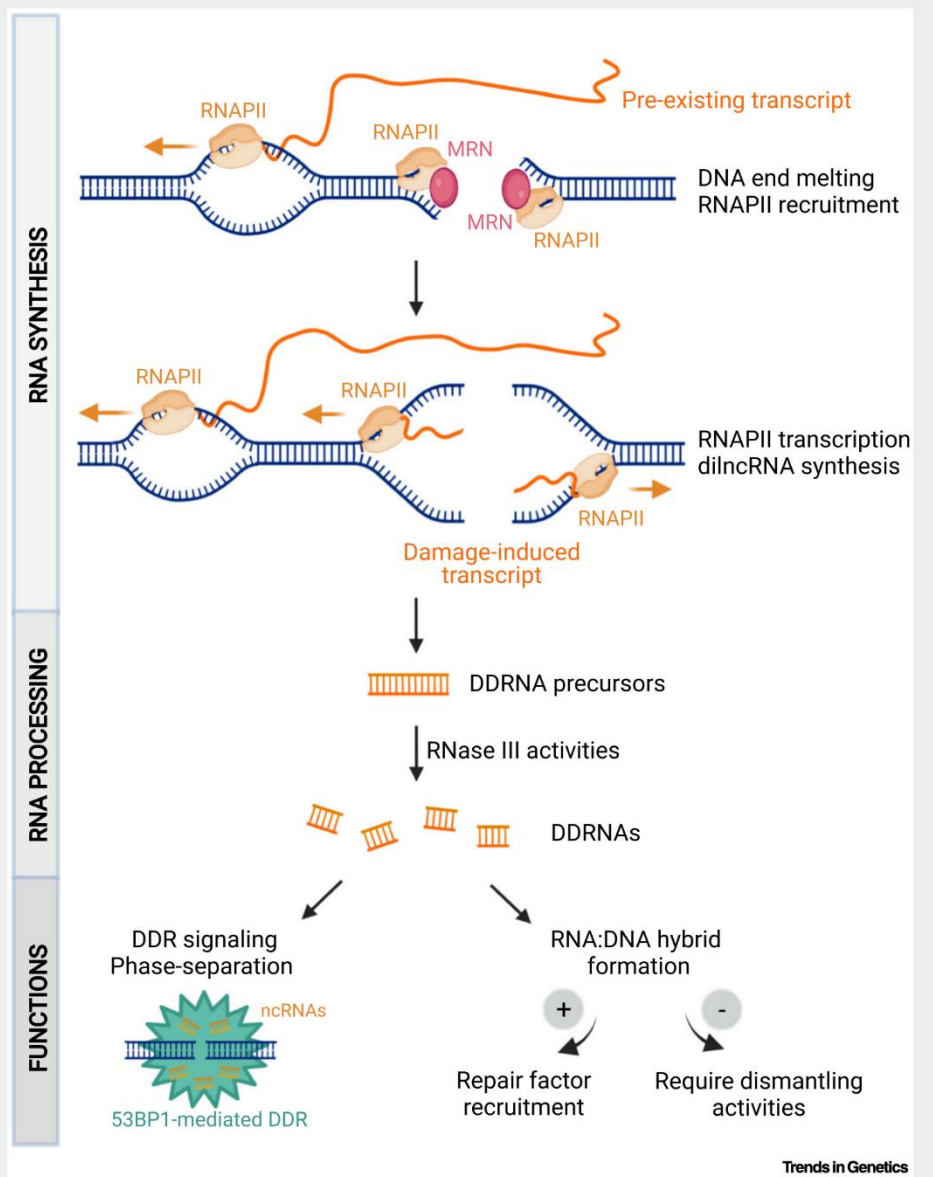 RNA SYNTHESIS
RNAPII
Pre-existing transcript
RNAPII
MRN
MRN
RNAPII
DNA end melting
RNAPII recruitment
RNAPII
RNAPII
RNAPII
RNAPII transcription
dilncRNA synthesis
Damage-induced
transcript
RNA PROCESSING
DDRNA precursors
RNase III activities
DDRNAs
FUNCTIONS
DDR signaling
Phase-separation
ncRNAs
53BP1-mediated DDR
RNA:DNA hybrid
formation
+
-
Repair factor
recruitment
Require dismantling
activities
Trends in Genetics